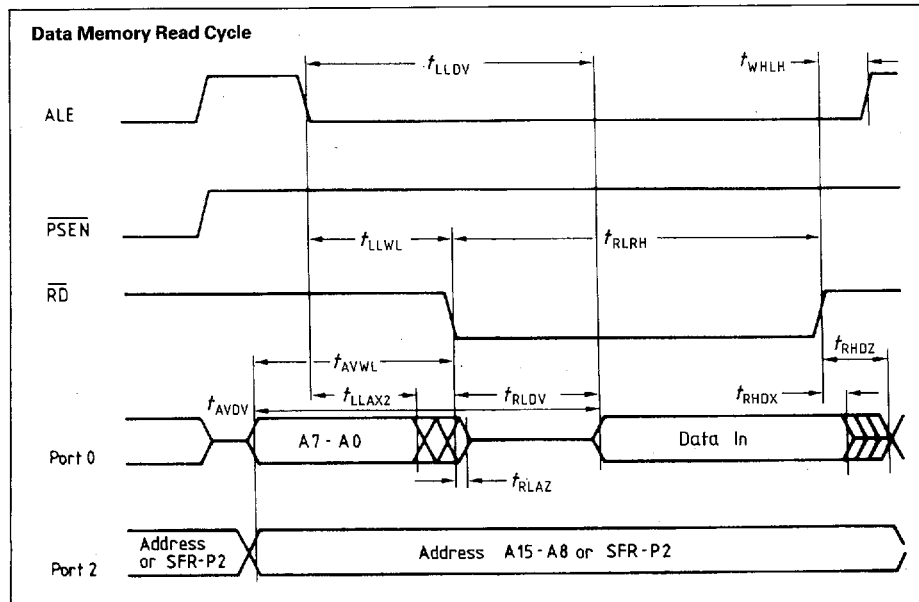 Data Memory Read Cycle
tLLDV
tWHLH
ALE
PSEN
tLLWL
tRLRH
RD
tAVWL
tRHDZ
tAVDV
tLLAX2
tRLDV
tRHDX
Port 0
A7-A0
Data In
tRLAZ
Address
or SFR-P2
Address A15-A8 or SFR-P2
Port 2